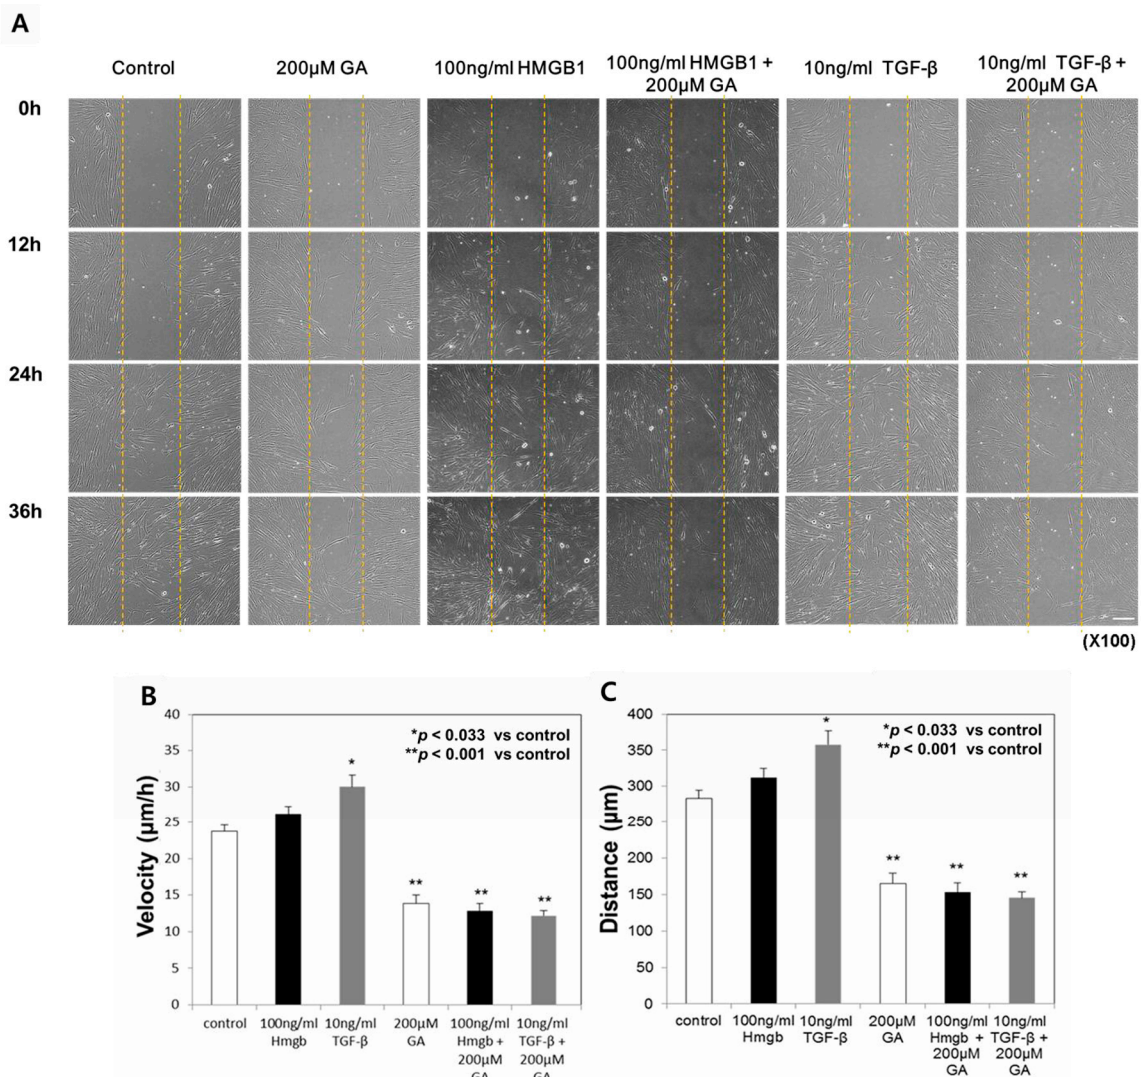 A
Control
200μM GA
100ng/ml HMGB1
100ng/ml HMGB1 +
200μM GA
10ng/ml TGF-β
10ng/ml TGF-β +
200μM GA
0h
12h
24h
36h
(X100)
B
40
35
30
25
20
15
10
5
0
Velocity (μm/h)
*p < 0.033 vs control
**p < 0.001 vs control
*
**
**
**
control
100ng/ml
Hmgb
10ng/ml
TGF-β
200μM
GA
100ng/ml
Hmgb +
200μM
GA
10ng/ml
TGF-β +
200μM
GA
C
400
350
300
250
200
150
100
50
0
Distance (μm)
*p < 0.033 vs control
**p < 0.001 vs control
*
**
**
**
control
100ng/ml
Hmgb
10ng/ml
TGF-β
200μM
GA
100ng/ml
Hmgb +
200μM
GA
10ng/ml
TGF-β +
200μM
GA